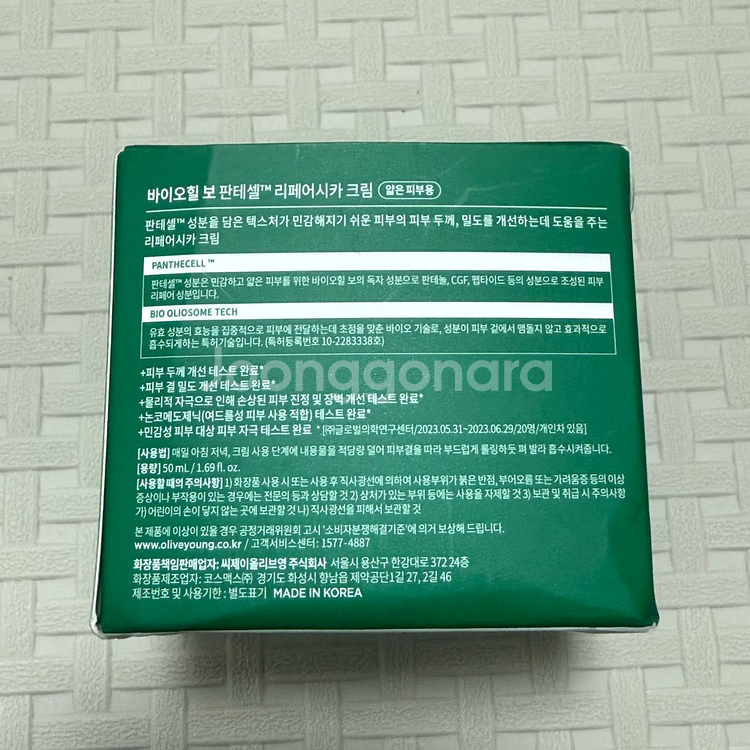 바이오힐 보 판테셀™ 리페어시카 크림 얇은 피부용
판테셀™ 성분을 담은 텍스처가 민감해지기 쉬운 피부의 피부 두께, 밀도를 개선하는데 도움을 주는
리페어시카 크림
PANTHECELL™
판테셀™ 성분은 민감하고 얇은 피부를 위한 바이오힐 보의 독자 성분으로 판테놀, CGF, 펩타이드 등의 성분으로 조성된 피부
리페어 성분입니다.
BIO OLIOSOME TECH
유효 성분의 효능을 집중적으로 피부에 전달하는데 초점을 맞춘 바이오 기술로, 성분이 피부 겉에서 맴돌지 않고 효과적으로
흡수되게하는 특허기술입니다. (특허등록번호 10-2283338호)
joonggonara
+피부 두께 개선 테스트 완료*
+피부 결 밀도 개선 테스트 완료*
+물리적 자극으로 인해 손상된 피부 진정 및 장벽 개선 테스트 완료*
+논코메도제닉(여드름성 피부 사용 적합) 테스트 완료*
+민감성 피부 대상 피부 자극 테스트 완료 *[㈜글로벌의학연구센터/2023.05.31~2023.06.29/20명/개인차 있음]
[사용법] 매일 아침 저녁, 크림 사용 단계에 내용물을 적당량 덜어 피부결을 따라 부드럽게 롤링하듯 펴 발라 흡수시켜줍니다.
[용량] 50 mL / 1.69 fl. oz.
[사용할 때의 주의사항] 1) 화장품 사용 시 또는 사용 후 직사광선에 의하여 사용부위가 붉은 반점, 부어오름 또는 가려움증 등의 이상
증상이나 부작용이 있는 경우에는 전문의 등과 상담할 것 2) 상처가 있는 부위 등에는 사용을 자제할 것 3) 보관 및 취급 시 주의사항
가) 어린이의 손이 닿지 않는 곳에 보관할 것 나) 직사광선을 피해서 보관할 것
본 제품에 이상이 있을 경우 공정거래위원회 고시 '소비자분쟁해결기준'에 의거 보상해 드립니다.
www.oliveyoung.co.kr / 고객서비스센터: 1577-4887
화장품책임판매업자: 씨제이올리브영 주식회사 서울시 용산구 한강대로 372 24층
화장품제조업자: 코스맥스㈜ 경기도 화성시 향남읍 제약공단1길 27, 2길 46
제조번호 및 사용기한: 별도표기 MADE IN KOREA